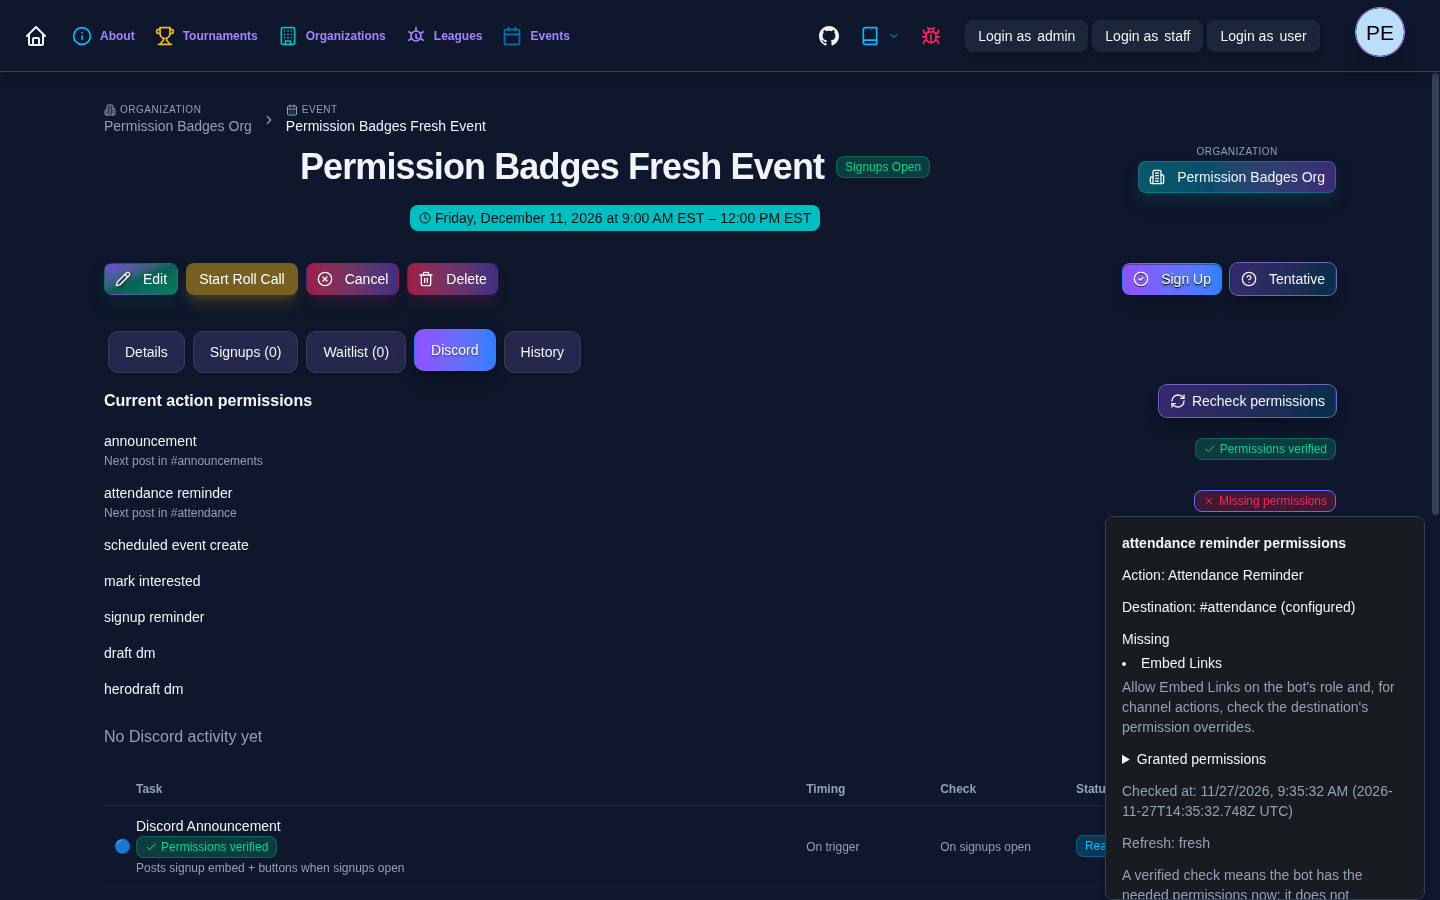 About Tournaments Organizations Leagues Events Login as admin Login as staff Login as user PE
ORGANIZATION EVENT
Permission Badges Org Permission Badges Fresh Event
Permission Badges Fresh Event Signups Open
ORGANIZATION
Permission Badges Org
Friday, December 11, 2026 at 9:00 AM EST – 12:00 PM EST
Edit Start Roll Call Cancel Delete Sign Up Tentative
Details Signups (0) Waitlist (0) Discord History
Current action permissions Recheck permissions
announcement
Next post in #announcements
Permissions verified
attendance reminder
Next post in #attendance
Missing permissions
scheduled event create
mark interested
signup reminder
draft dm
herodraft dm
No Discord activity yet
attendance reminder permissions
Action: Attendance Reminder
Destination: #attendance (configured)
Missing
• Embed Links
Allow Embed Links on the bot's role and, for
channel actions, check the destination's
permission overrides.
Granted permissions
Checked at: 11/27/2026, 9:35:32 AM (2026-
11-27T14:35:32.748Z UTC)
Refresh: fresh
A verified check means the bot has the
needed permissions now; it does not
Task Timing Check
Discord Announcement
Permissions verified
Posts signup embed + buttons when signups open
On trigger On signups open